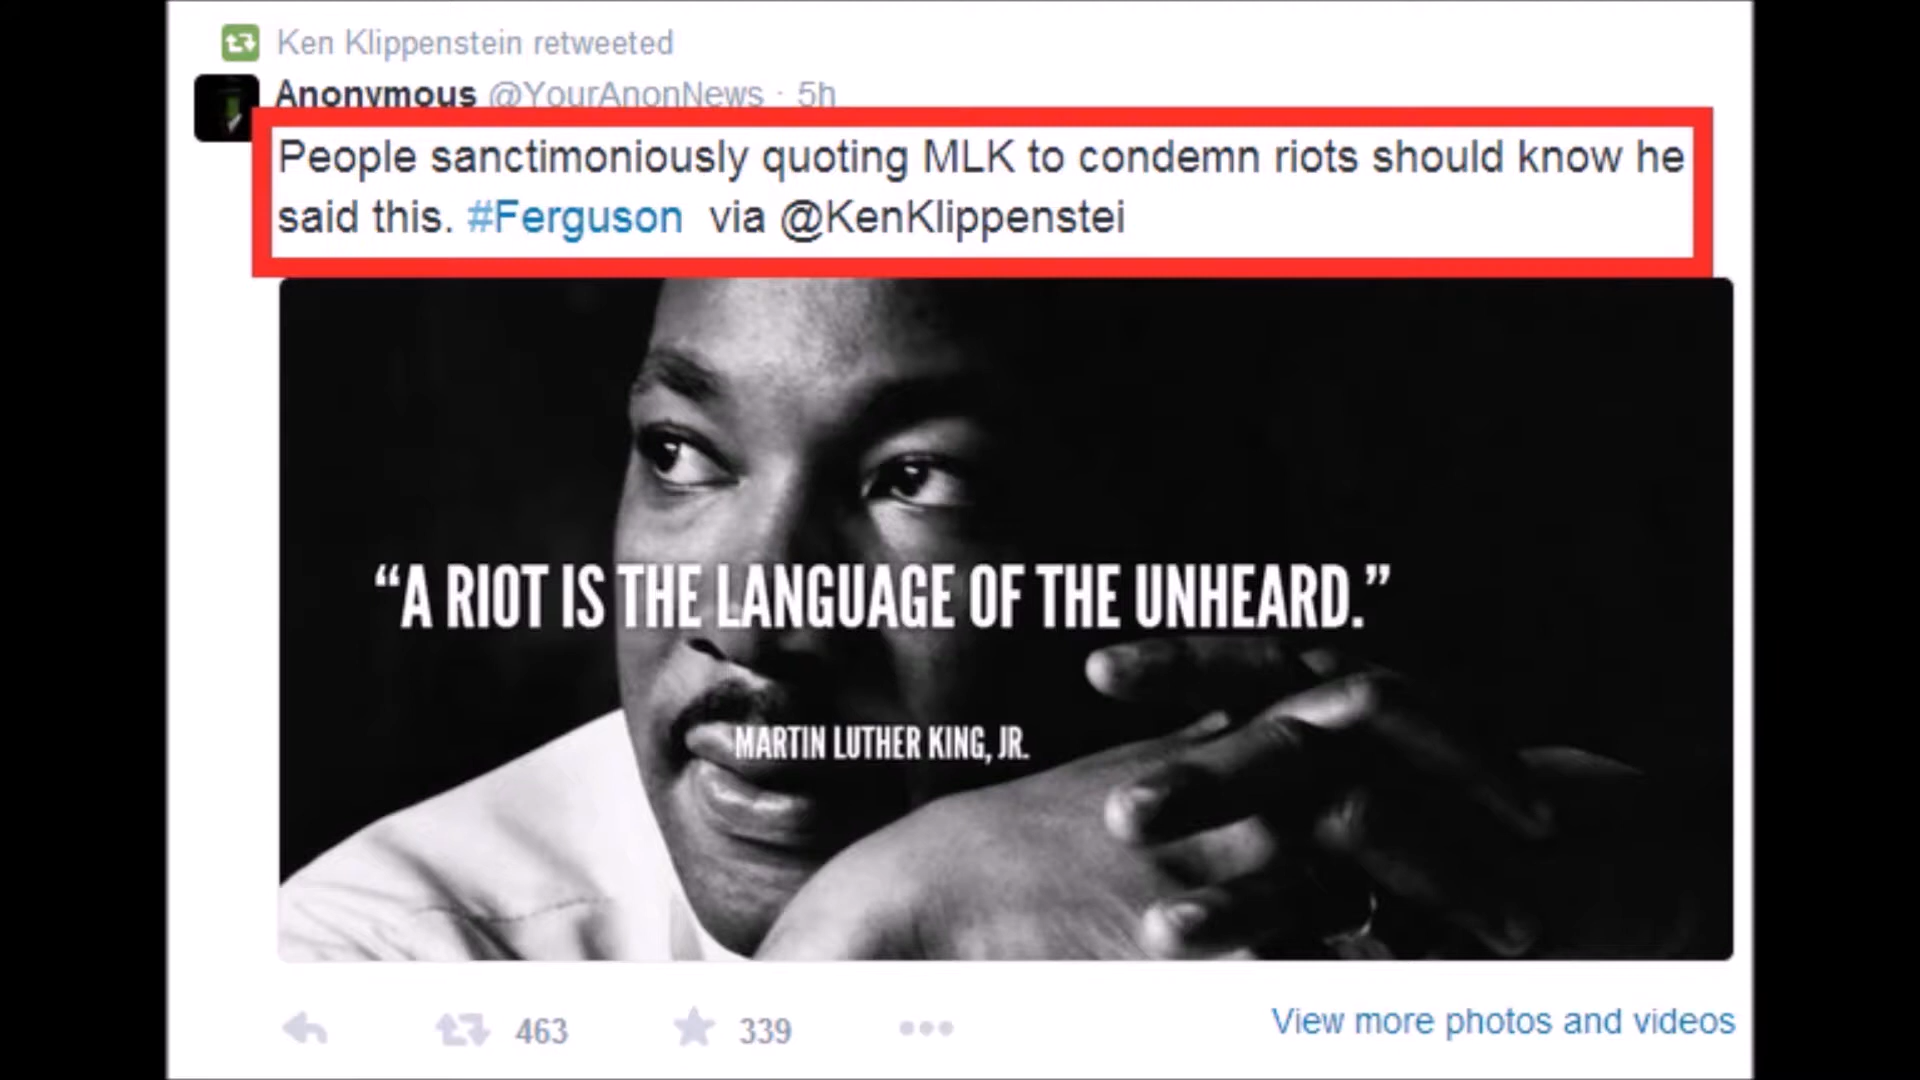 Ken Klippenstein retweeted
Anonymous @YourAnonNews · 5h
People sanctimoniously quoting MLK to condemn riots should know he
said this. #Ferguson via @KenKlippenstei
“A RIOT IS THE LANGUAGE OF THE UNHEARD.”
MARTIN LUTHER KING, JR.
463 339
View more photos and videos